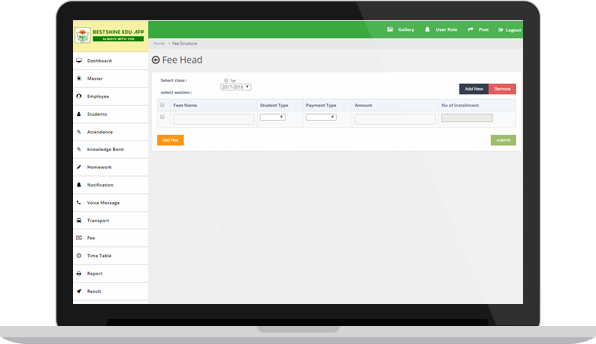 BESTSHINE EDU APP
ALWAYS WITH YOU
Gallery
User Role
Post
Logout
Home > Fee Structure
Fee Head
Dashboard
Master
Employee
Students
Attendance
knowledge Bank
Homework
Notification
Voice Message
Transport
Fee
Time Table
Report
Result
Select class :
select session :
2017-2018
Add New
Remove
Fees Name
Student Type
Payment Type
Amount
No of installment
Get Fee
submit